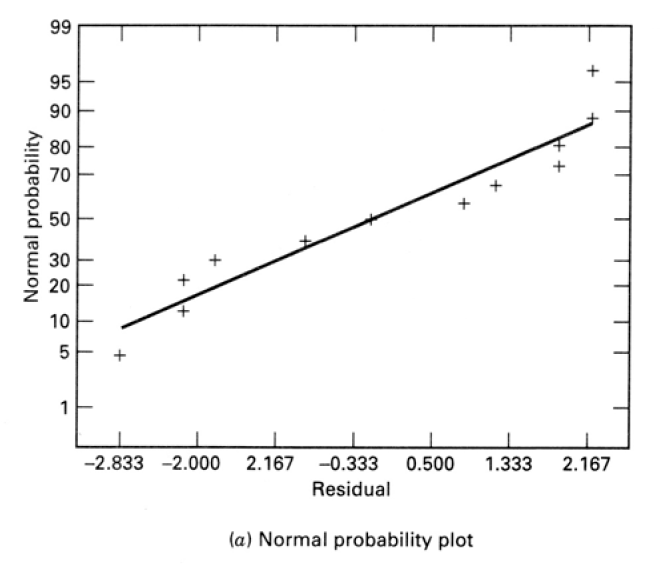 99
95
90
80
70
50
30
20
10
5
1
Normal probability
−2.833 −2.000 2.167 −0.333 0.500 1.333 2.167
Residual
(a) Normal probability plot